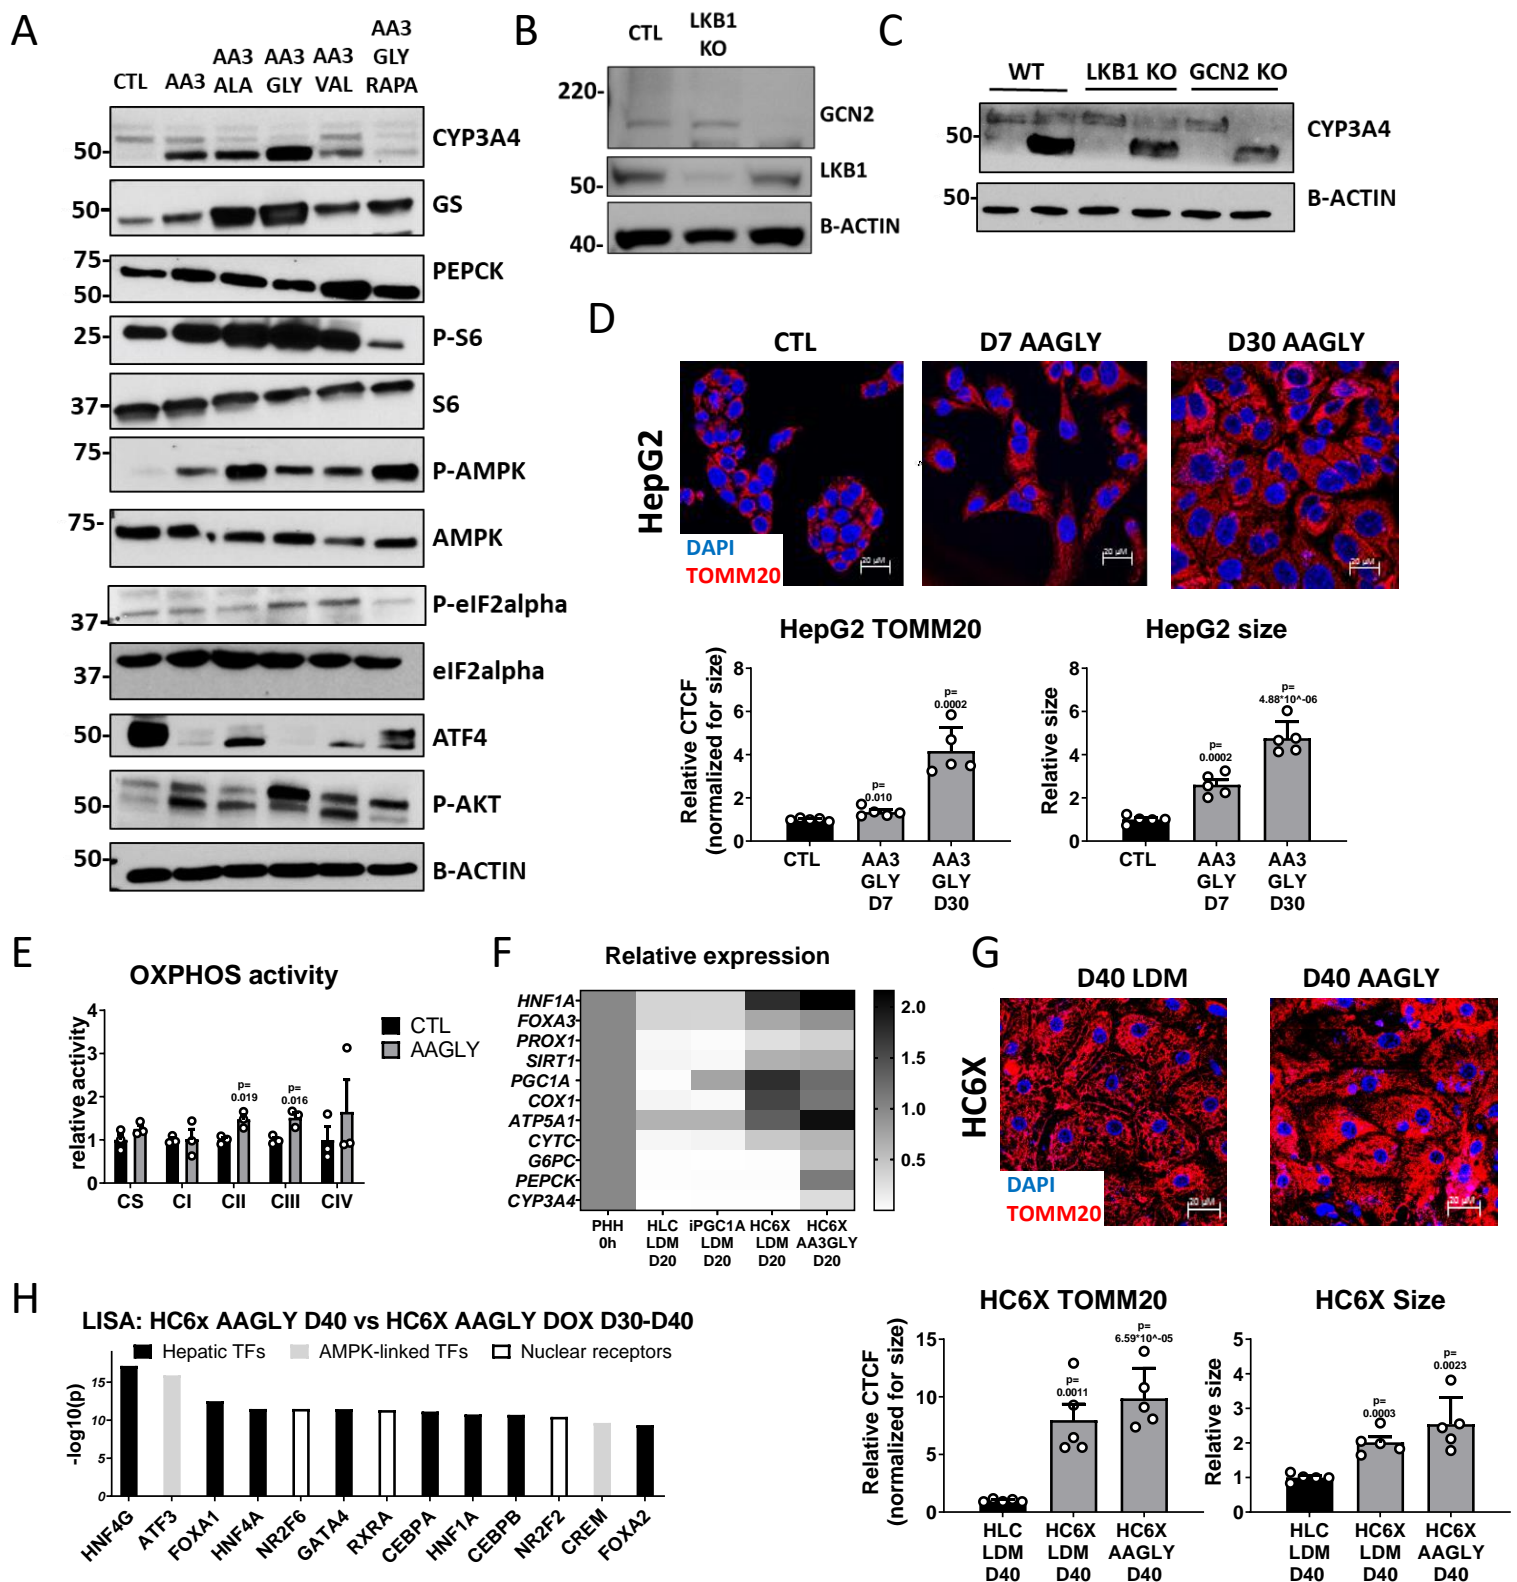 A
CTL
AA3
AA3
ALA
AA3
GLY
AA3
VAL
AA3
GLY
RAPA
50-
CYP3A4
50-
GS
75-
50-
PEPCK
25-
P-S6
37-
S6
75-
P-AMPK
75-
AMPK
37-
P-eIF2alpha
37-
eIF2alpha
50-
ATF4
50-
P-AKT
50-
B-ACTIN
B
CTL
LKB1
KO
220-
GCN2
50-
LKB1
40-
B-ACTIN
C
WT
LKB1 KO
GCN2 KO
50-
CYP3A4
50-
B-ACTIN
D
CTL
D7 AAGLY
D30 AAGLY
HepG2
DAPI
TOMM20
20 µM
20 µM
20 µM
HepG2 TOMM20
Relative CTCF
(normalized for size)
8
6
4
2
0
p=
0.010
p=
0.0002
CTL
AA3
GLY
D7
AA3
GLY
D30
HepG2 size
Relative size
8
6
4
2
0
p=
0.0002
p=
4.88*10^-06
CTL
AA3
GLY
D7
AA3
GLY
D30
E
OXPHOS activity
relative activity
4
3
2
1
0
CTL
AAGLY
p=
0.019
p=
0.016
CS
CI
CII
CIII
CIV
F
Relative expression
HNF1A
FOXA3
PROX1
SIRT1
PGC1A
COX1
ATP5A1
CYTC
G6PC
PEPCK
CYP3A4
2.0
1.5
1.0
0.5
PHH
0h
HLC
LDM
D20
iPGC1A
LDM
D20
HC6X
LDM
D20
HC6X
AA3GLY
D20
G
D40 LDM
D40 AAGLY
HC6X
DAPI
TOMM20
20 µM
20 µM
HC6X TOMM20
Relative CTCF
(normalized for size)
15
10
5
0
p=
0.0011
p=
6.59*10^-05
HLC
LDM
D40
HC6X
LDM
D40
HC6X
AAGLY
D40
HC6X Size
Relative size
5
4
3
2
1
0
p=
0.0003
p=
0.0023
HLC
LDM
D40
HC6X
LDM
D40
HC6X
AAGLY
D40
H
LISA: HC6x AAGLY D40 vs HC6X AAGLY DOX D30-D40
Hepatic TFs
AMPK-linked TFs
Nuclear receptors
-log10(p)
15
10
5
0
HNF4G
ATF3
FOXA1
HNF4A
NR2F6
GATA4
RXRA
CEBPA
HNF1A
CEBPB
NR2F2
CREM
FOXA2